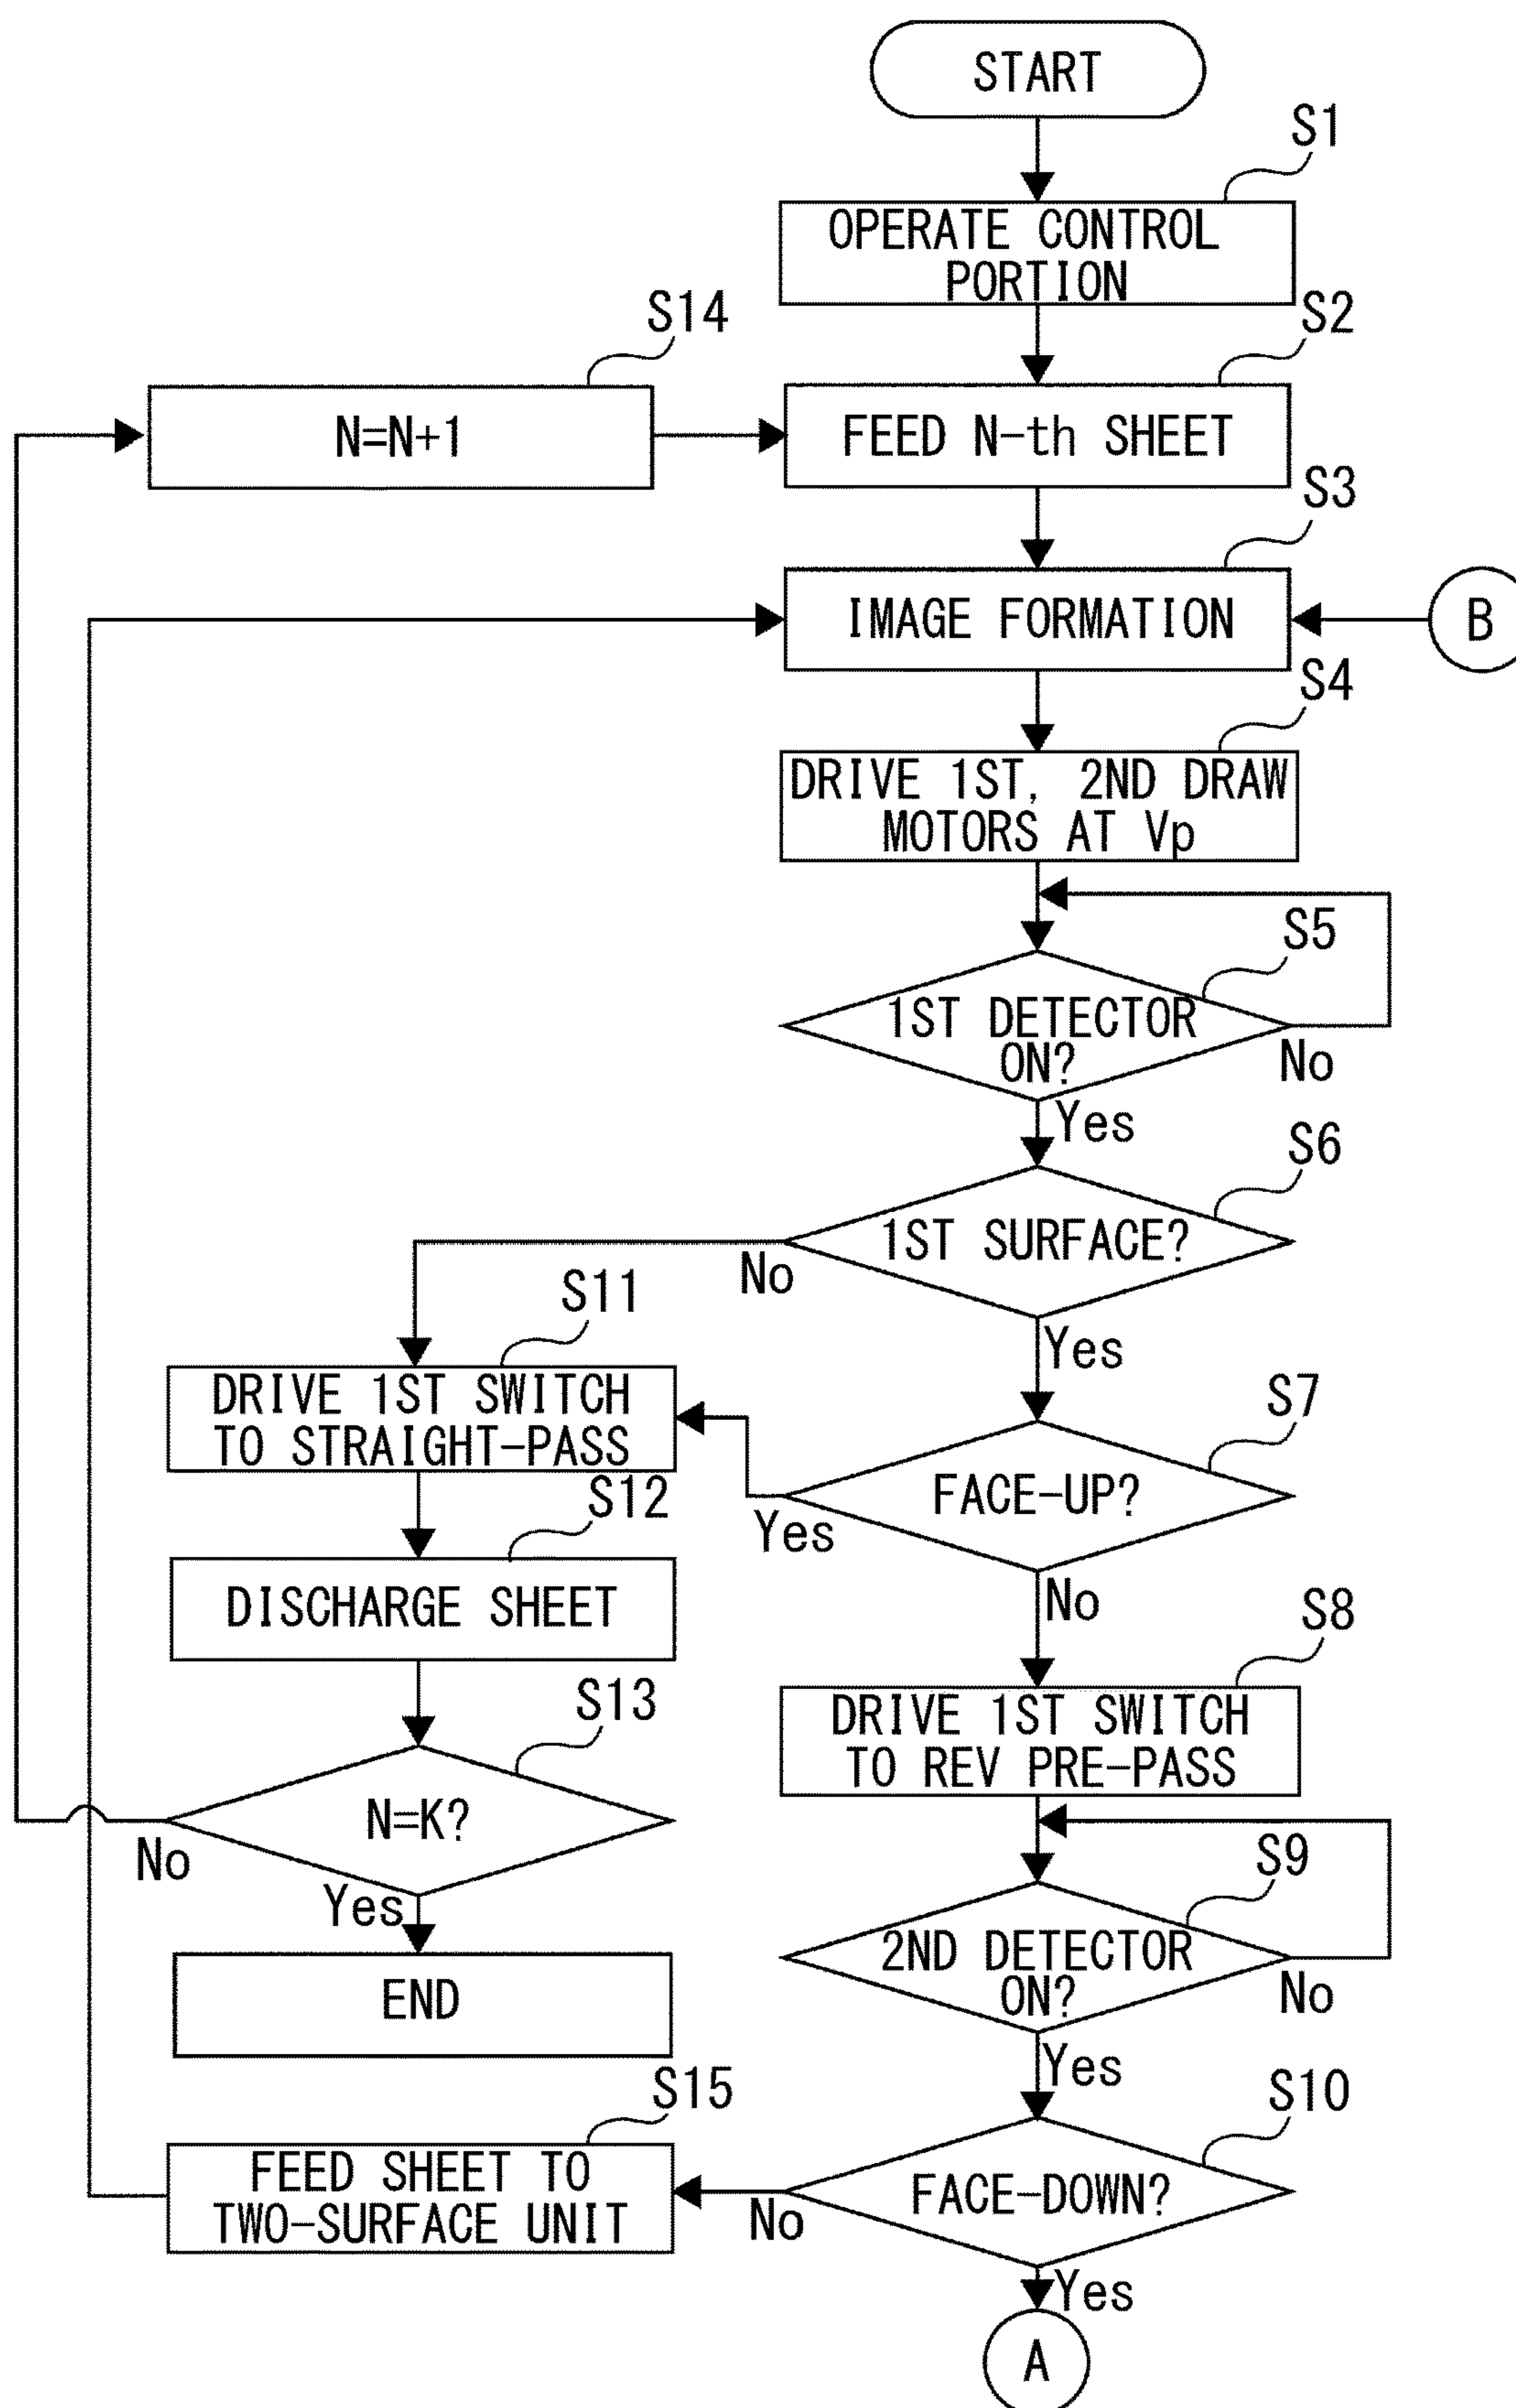 START
S1
OPERATE CONTROL
PORTION
S14
S2
N=N+1
FEED N-th SHEET
S3
IMAGE FORMATION
B
S4
DRIVE 1ST, 2ND DRAW
MOTORS AT Vp
S5
1ST DETECTOR
ON?
No
Yes
S6
1ST SURFACE?
No
Yes
S11
DRIVE 1ST SWITCH
TO STRAIGHT-PASS
S7
FACE-UP?
Yes
No
S12
DISCHARGE SHEET
S8
DRIVE 1ST SWITCH
TO REV PRE-PASS
S13
N=K?
No
Yes
END
S9
2ND DETECTOR
ON?
No
Yes
S15
FEED SHEET TO
TWO-SURFACE UNIT
S10
FACE-DOWN?
No
Yes
A